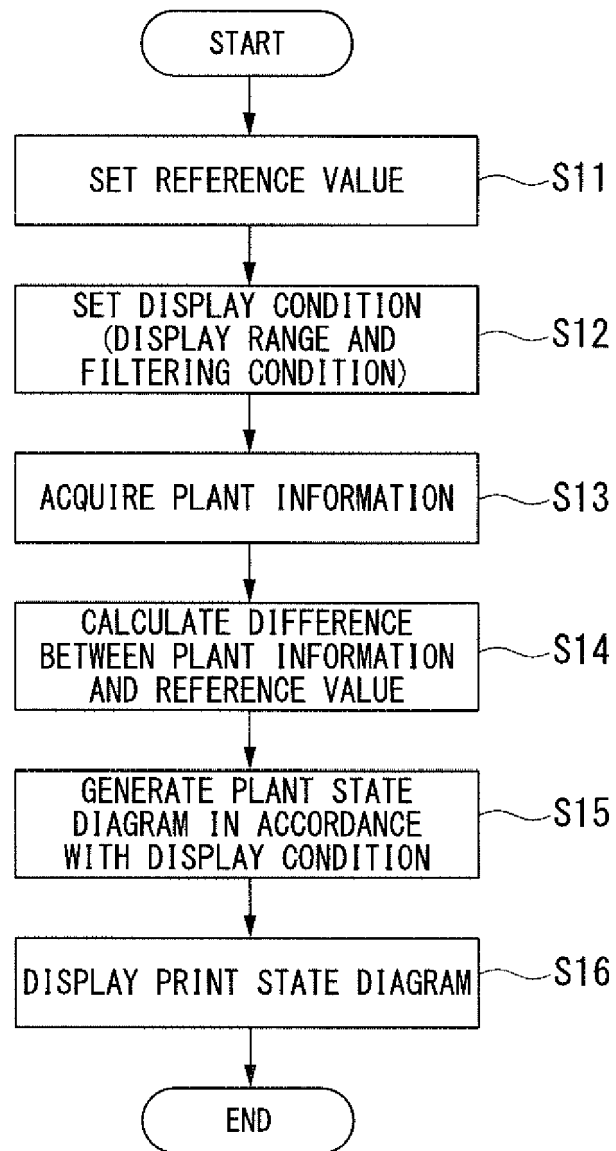 START
SET REFERENCE VALUE
S11
SET DISPLAY CONDITION
(DISPLAY RANGE AND
FILTERING CONDITION)
S12
ACQUIRE PLANT INFORMATION
S13
CALCULATE DIFFERENCE
BETWEEN PLANT INFORMATION
AND REFERENCE VALUE
S14
GENERATE PLANT STATE
DIAGRAM IN ACCORDANCE
WITH DISPLAY CONDITION
S15
DISPLAY PRINT STATE DIAGRAM
S16
END